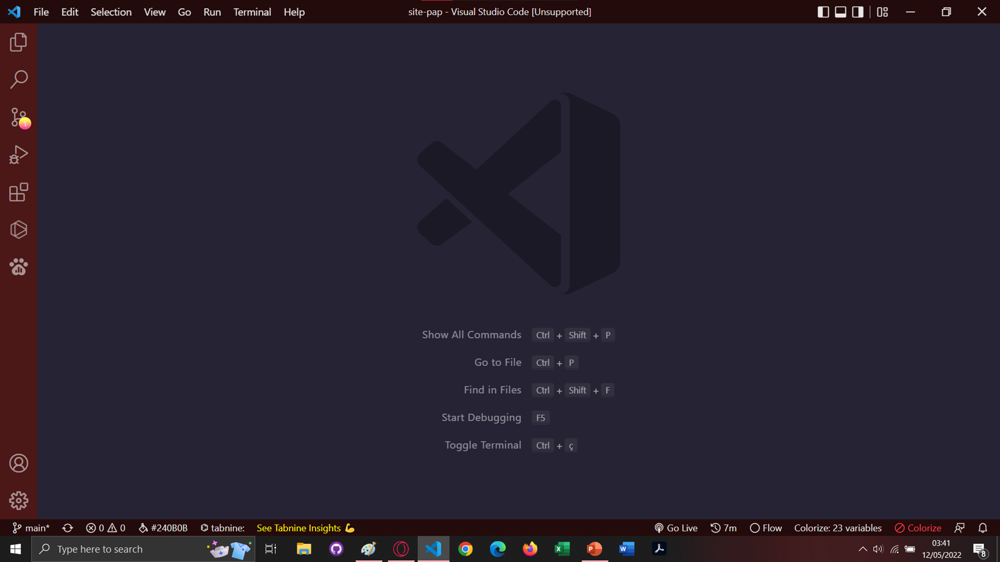 File Edit Selection View Go Run Terminal Help site-pap - Visual Studio Code [Unsupported]
1
Show All Commands Ctrl + Shift + P
Go to File Ctrl + P
Find in Files Ctrl + Shift + F
Start Debugging F5
Toggle Terminal Ctrl + ç
main* 0 0 #240B0B tabnine: See Tabnine Insights Go Live 7m Flow Colorize: 23 variables Colorize
Type here to search
03:41
12/05/2022
8